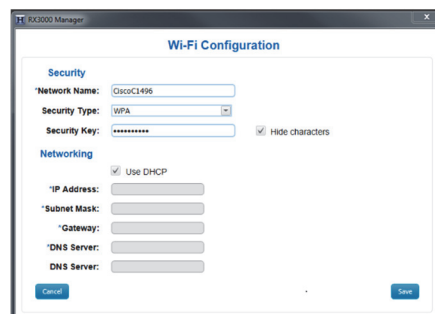 RX3000 Manager
Wi-Fi Configuration
Security
*Network Name: CiscoC1496
Security Type: WPA
Security Key: •••••••••• Hide characters
Networking
Use DHCP
*IP Address:
*Subnet Mask:
*Gateway:
*DNS Server:
DNS Server:
Cancel Save